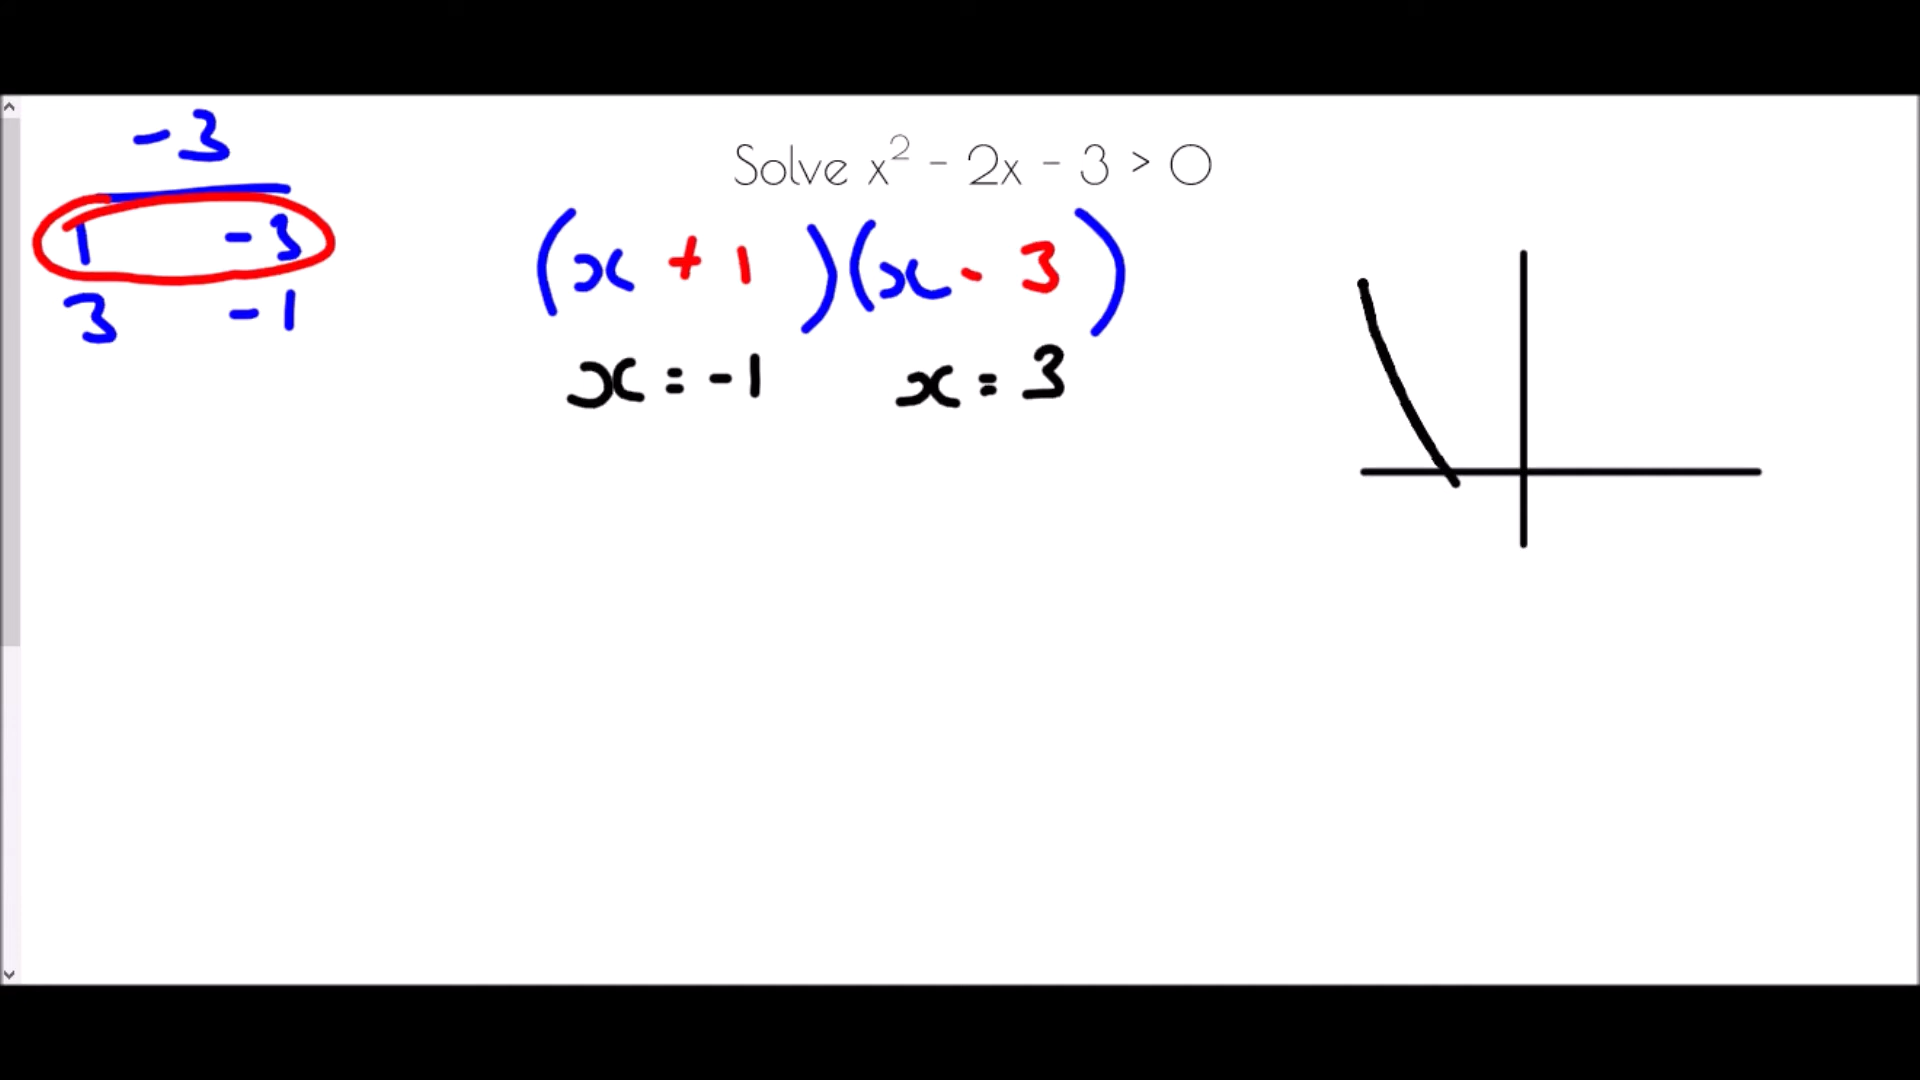 Solve x² - 2x - 3 > 0
-3
1 -3
3 -1
(x + 1)(x - 3)
x = -1 x = 3